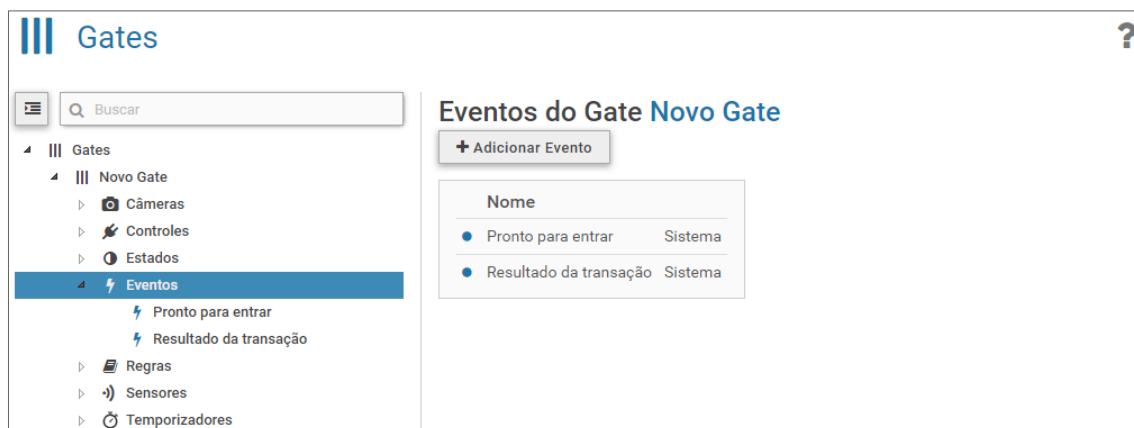 Gates
?
Buscar
Gates
Novo Gate
Câmeras
Controles
Estados
Eventos
Pronto para entrar
Resultado da transação
Regras
Sensores
Temporizadores
Eventos do Gate Novo Gate
+ Adicionar Evento
Nome
Pronto para entrar Sistema
Resultado da transação Sistema